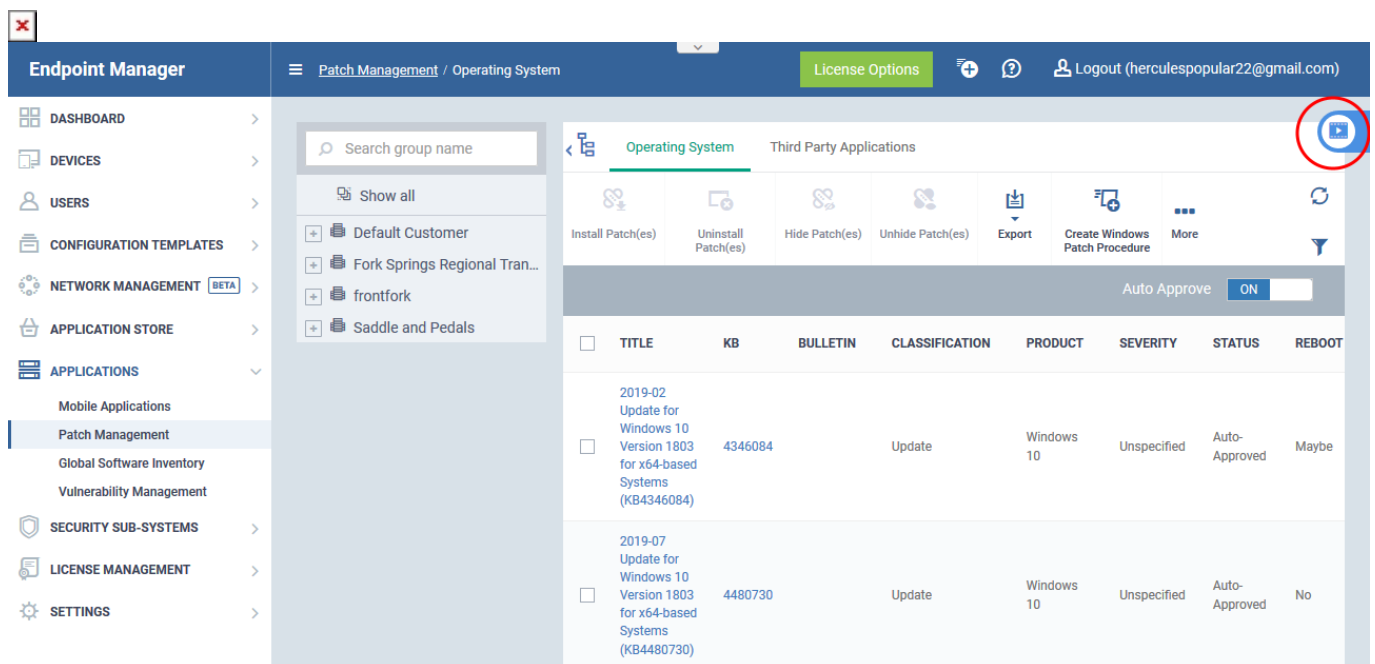 Endpoint Manager
Patch Management / Operating System
License Options
Logout (herculespopular22@gmail.com)
DASHBOARD
DEVICES
USERS
CONFIGURATION TEMPLATES
NETWORK MANAGEMENT BETA
APPLICATION STORE
APPLICATIONS
Mobile Applications
Patch Management
Global Software Inventory
Vulnerability Management
SECURITY SUB-SYSTEMS
LICENSE MANAGEMENT
SETTINGS
Search group name
Show all
Default Customer
Fork Springs Regional Tran...
frontfork
Saddle and Pedals
Operating System
Third Party Applications
Install Patch(es)
Uninstall
Patch(es)
Hide Patch(es)
Unhide Patch(es)
Export
Create Windows
Patch Procedure
More
Auto Approve ON
TITLE KB BULLETIN CLASSIFICATION PRODUCT SEVERITY STATUS REBOOT
2019-02
Update for
Windows 10
Version 1803
for x64-based
Systems
(KB4346084)
4346084
Update
Windows
10
Unspecified
Auto-
Approved
Maybe
2019-07
Update for
Windows 10
Version 1803
for x64-based
Systems
(KB4480730)
4480730
Update
Windows
10
Unspecified
Auto-
Approved
No